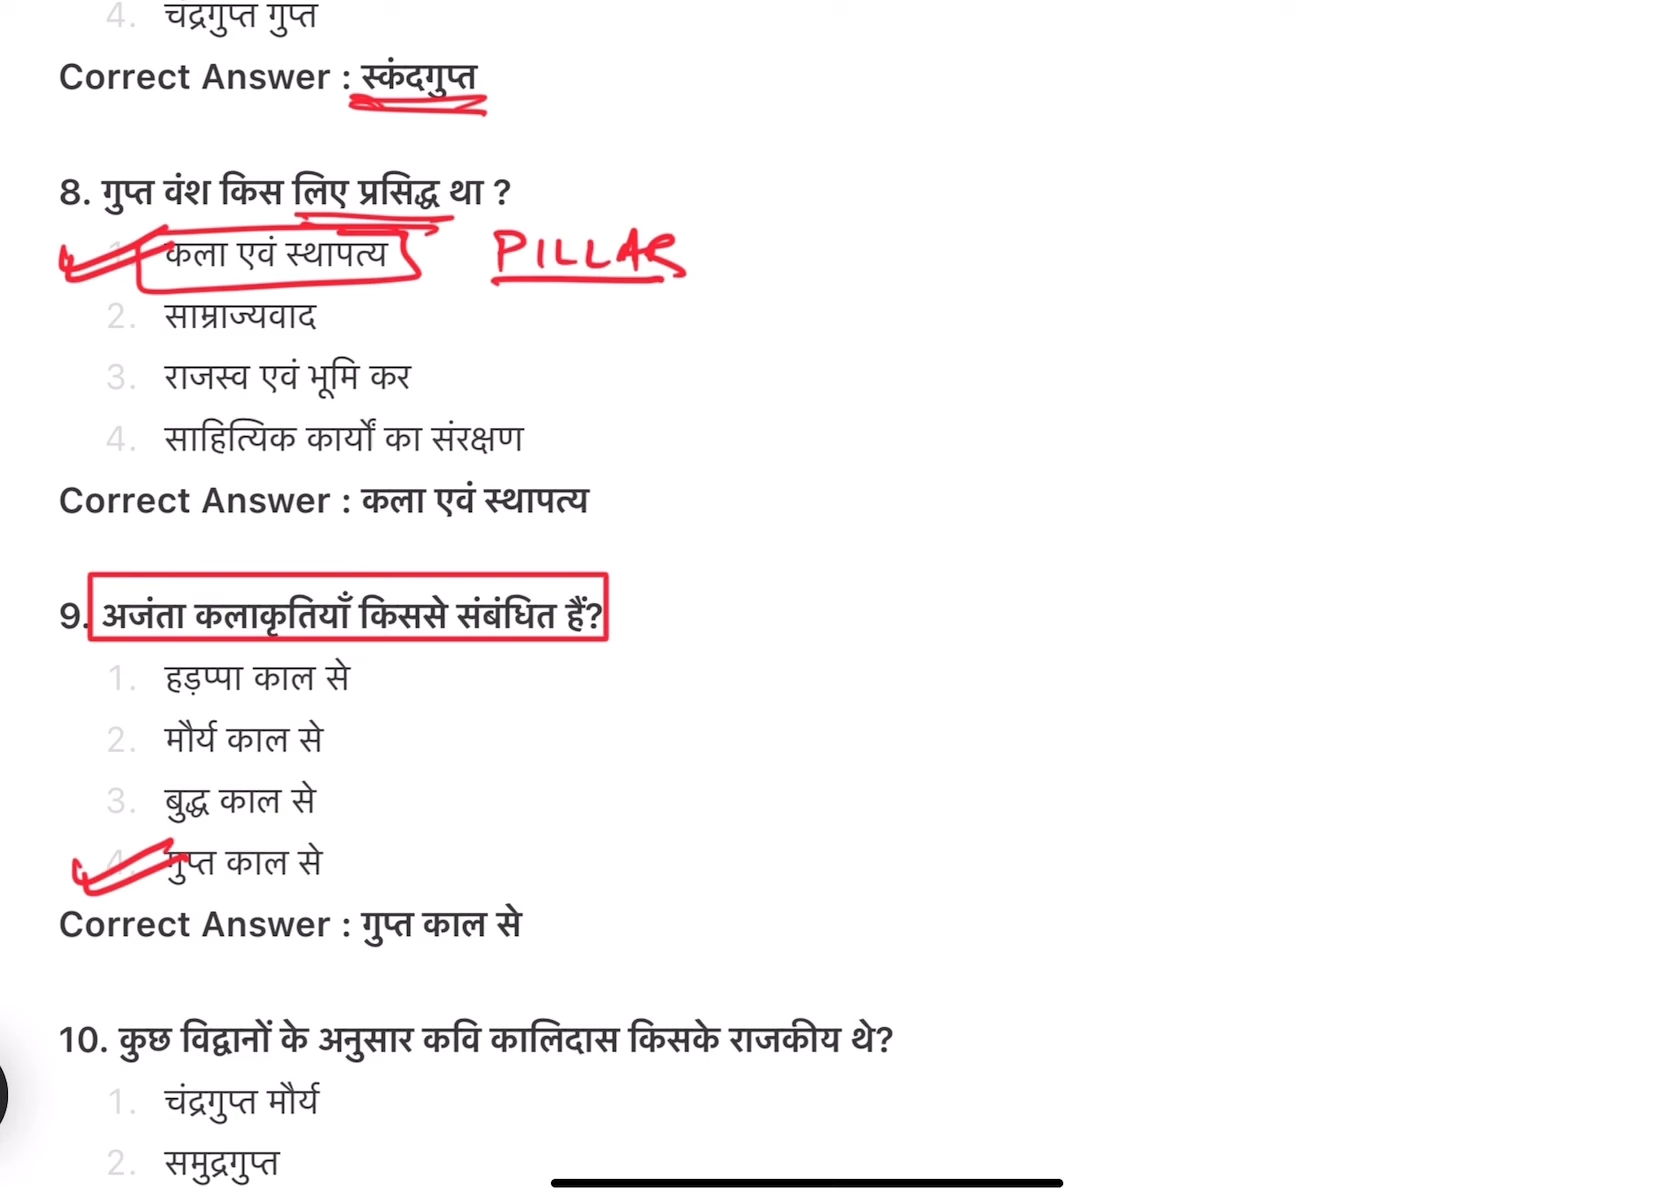 4. चंद्रगुप्त गुप्त
Correct Answer : स्कंदगुप्त
8. गुप्त वंश किस लिए प्रसिद्ध था ?
1. कला एवं स्थापत्य PILLAR
2. साम्राज्यवाद
3. राजस्व एवं भूमि कर
4. साहित्यिक कार्यों का संरक्षण
Correct Answer : कला एवं स्थापत्य
9. अजंता कलाकृतियाँ किससे संबंधित हैं?
1. हड़प्पा काल से
2. मौर्य काल से
3. बुद्ध काल से
4. गुप्त काल से
Correct Answer : गुप्त काल से
10. कुछ विद्वानों के अनुसार कवि कालिदास किसके राजकीय थे?
1. चंद्रगुप्त मौर्य
2. समुद्रगुप्त